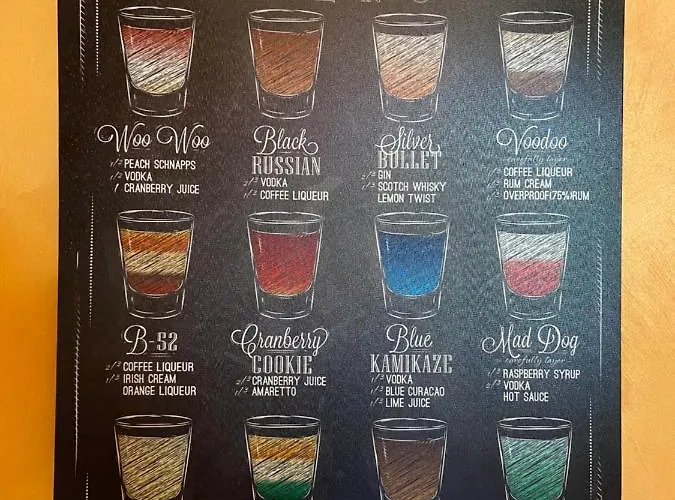 Woo Woo
1/2 PEACH SCHNAPPS
1/2 VODKA
1 CRANBERRY JUICE
Black
RUSSIAN
2/3 VODKA
1/3 COFFEE LIQUEUR
Silver
BULLET
2/3 GIN
1/3 SCOTCH WHISKY
LEMON TWIST
Voodoo
carefully layer
1/3 COFFEE LIQUEUR
1/3 RUM CREAM
1/3 OVERPROOF(75%)RUM
B-52
COFFEE LIQUEUR
1/3 IRISH CREAM
ORANGE LIQUEUR
Cranberry
COOKIE
2/3 CRANBERRY JUICE
1/3 AMARETTO
Blue
KAMIKAZE
1/3 VODKA
1/3 BLUE CURACAO
1/3 LIME JUICE
Mad Dog
carefully layer
1/3 RASPBERRY SYRUP
2/3 VODKA
HOT SAUCE